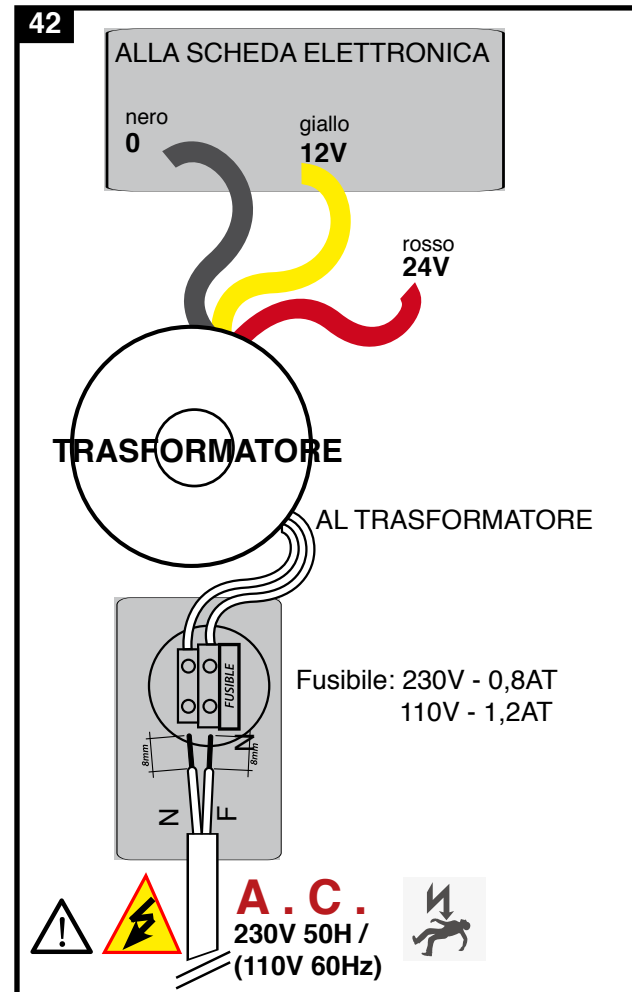 42
ALLA SCHEDA ELETTRONICA
nero
0
giallo
12V
rosso
24V
TRASFORMATORE
AL TRASFORMATORE
FUSIBLE
Fusibile: 230V - 0,8AT
110V - 1,2AT
N
8mm
8mm
N
F
A . C .
230V 50H /
(110V 60Hz)